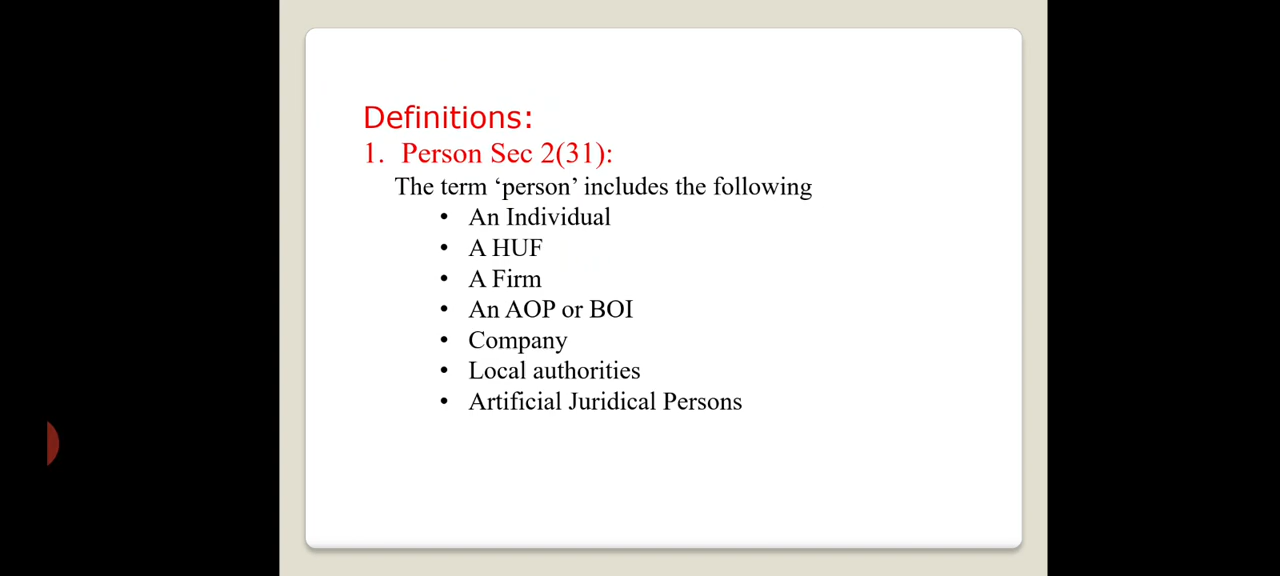 Definitions:
1. Person Sec 2(31):
The term ‘person’ includes the following
• An Individual
• A HUF
• A Firm
• An AOP or BOI
• Company
• Local authorities
• Artificial Juridical Persons